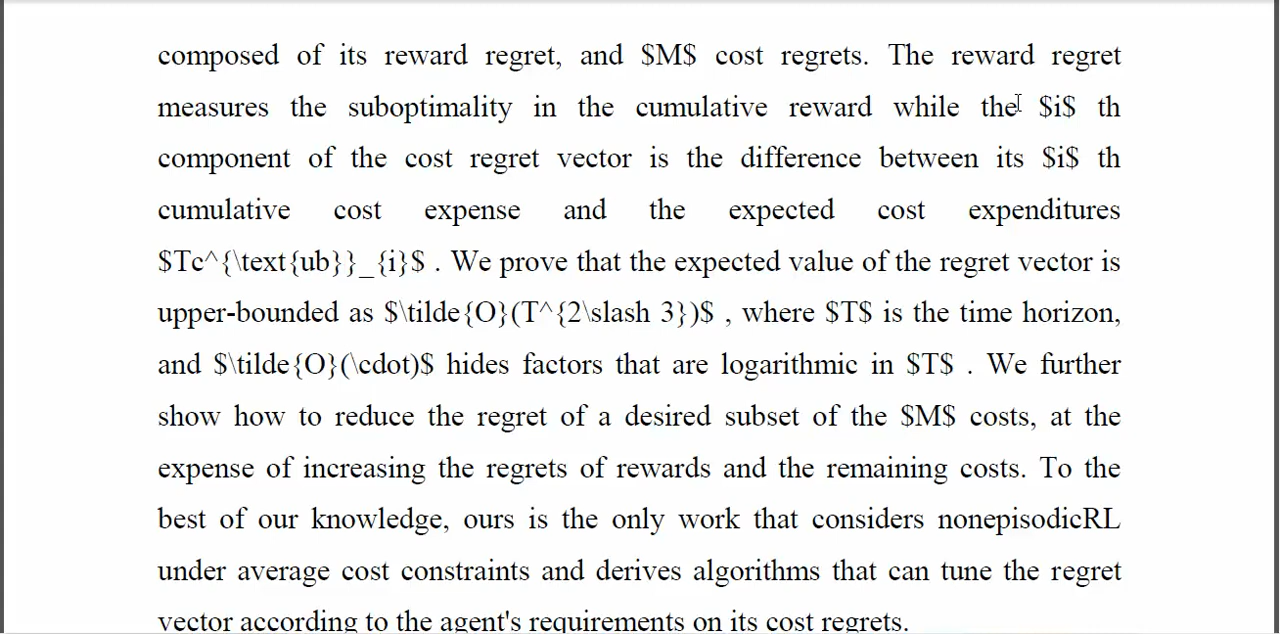 composed of its reward regret, and $M$ cost regrets. The reward regret
measures the suboptimality in the cumulative reward while the $i$ th
component of the cost regret vector is the difference between its $i$ th
cumulative cost expense and the expected cost expenditures
$Tc^{\text{ub}}_{i}$ . We prove that the expected value of the regret vector is
upper-bounded as $\tilde{O}(T^{2\slash 3})$ , where $T$ is the time horizon,
and $\tilde{O}(\cdot)$ hides factors that are logarithmic in $T$ . We further
show how to reduce the regret of a desired subset of the $M$ costs, at the
expense of increasing the regrets of rewards and the remaining costs. To the
best of our knowledge, ours is the only work that considers nonepisodicRL
under average cost constraints and derives algorithms that can tune the regret
vector according to the agent's requirements on its cost regrets.